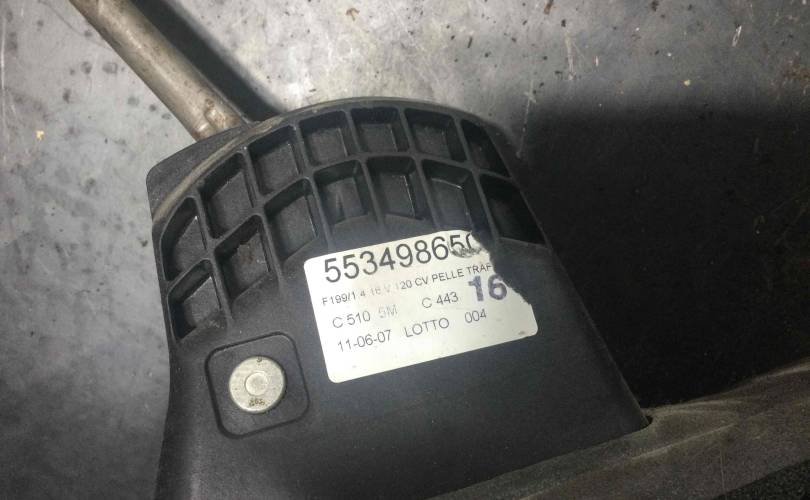 553498650
F199/1.4 16 V 120 CV PELLE TRAF
C 510 5M C 443 16
11-06-07 LOTTO 004